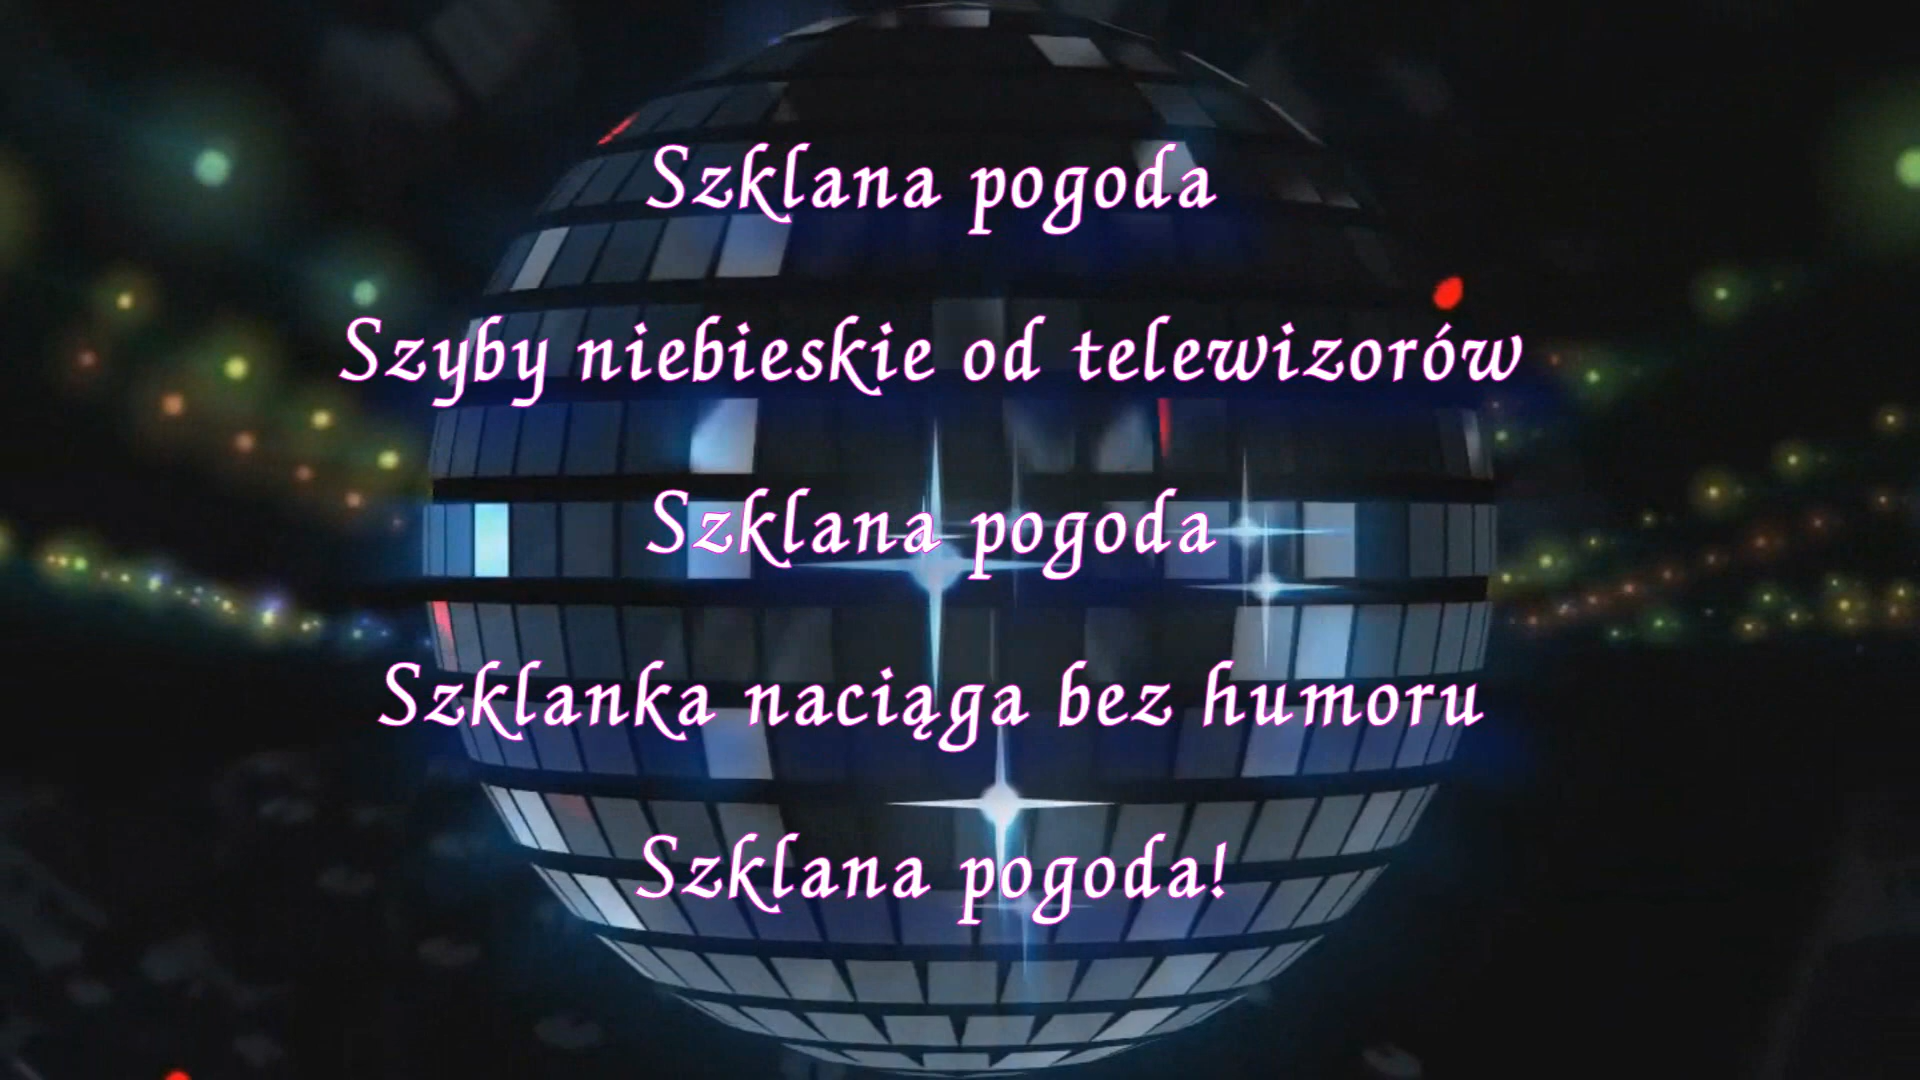 Szklana pogoda
Szyby niebieskie od telewizorów
Szklana pogoda
Szklanka naciąga bez humoru
Szklana pogoda!